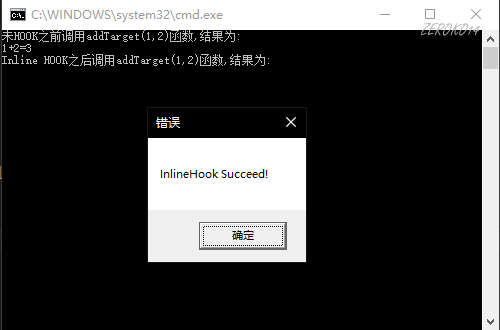 C:\WINDOWS\system32\cmd.exe
ZEROKO14
未HOOK之前调用addTarget(1,2)函数,结果为:
1+2=3
Inline HOOK之后调用addTarget(1,2)函数,结果为:
错误
InlineHook Succeed!
确定